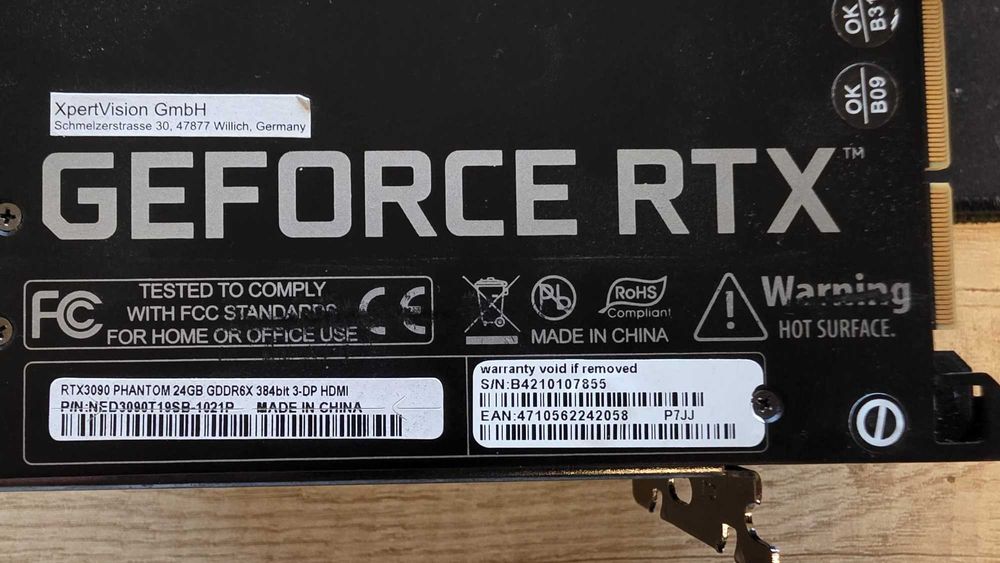 OK
B31
OK
B09
XpertVision GmbH
Schmelzerstrasse 30, 47877 Willich, Germany
GEFORCE RTX™
FC
TESTED TO COMPLY
WITH FCC STANDARDS
FOR HOME OR OFFICE USE
CE
Pb
RoHS
Compliant
MADE IN CHINA
Warning
HOT SURFACE.
RTX3090 PHANTOM 24GB GDDR6X 384bit 3-DP HDMI
P/N:NED3090T19SB-1021P MADE IN CHINA
warranty void if removed
S/N:B4210107855
EAN:4710562242058 P7JJ